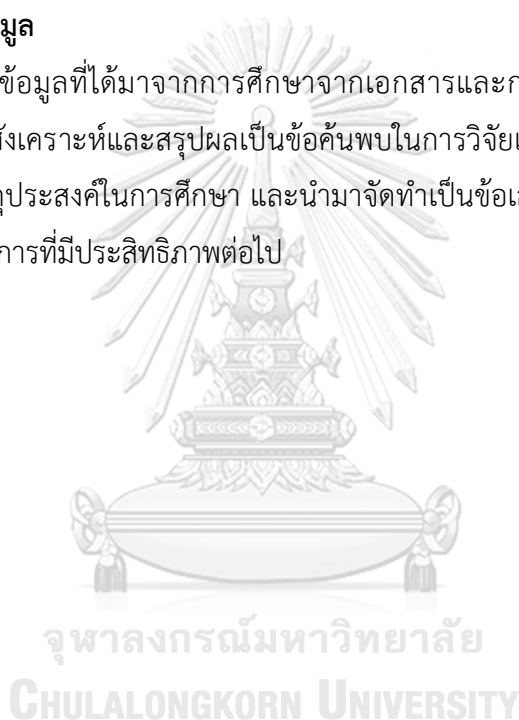 มูล
ข้อมูลที่ได้มาจากการศึกษาจากเอกสารและ
สังเคราะห์และสรุปผลเป็นข้อค้นพบในการวิจัย
ประสงค์ในการศึกษา และนำมาจัดทำเป็น
การที่มีประสิทธิภาพต่อไป
จุฬาลงกรณ์มหาวิทยาลัย
CHULALONGKORN UNIVERSITY